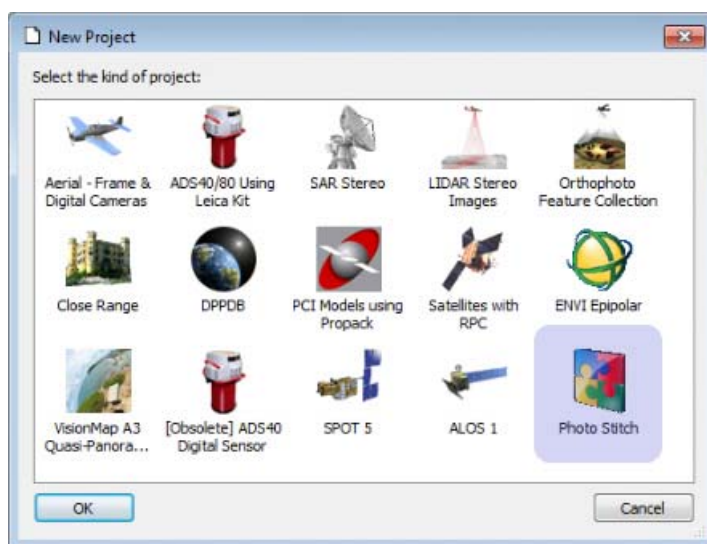 New Project
Select the kind of project:
Aerial - Frame &
Digital Cameras
ADS40/80 Using
Leica Kit
SAR Stereo
LIDAR Stereo
Images
Orthophoto
Feature Collection
Close Range
DPPDB
PCI Models using
Propack
Satellites with
RPC
ENVI Epipolar
VisionMap A3
Quasi-Panora...
[Obsolete] ADS40
Digital Sensor
SPOT 5
ALOS 1
Photo Stitch
OK
Cancel